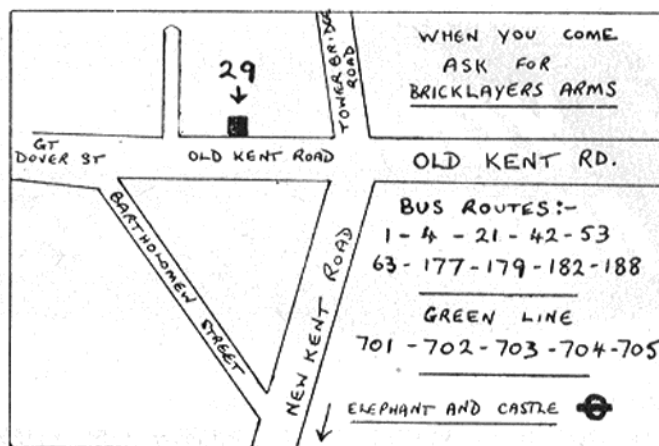 WHEN YOU COME
ASK FOR
BRICKLAYERS ARMS
29
TOWER BRIDGE
ROAD
GT
DOVER ST
OLD KENT ROAD
OLD KENT RD.
BARTHOLOMEW STREET
NEW KENT ROAD
BUS ROUTES:-
1 - 4 - 21 - 42 - 53
63 - 177 - 179 - 182 - 188
GREEN LINE
701 - 702 - 703 - 704 - 705
ELEPHANT AND CASTLE